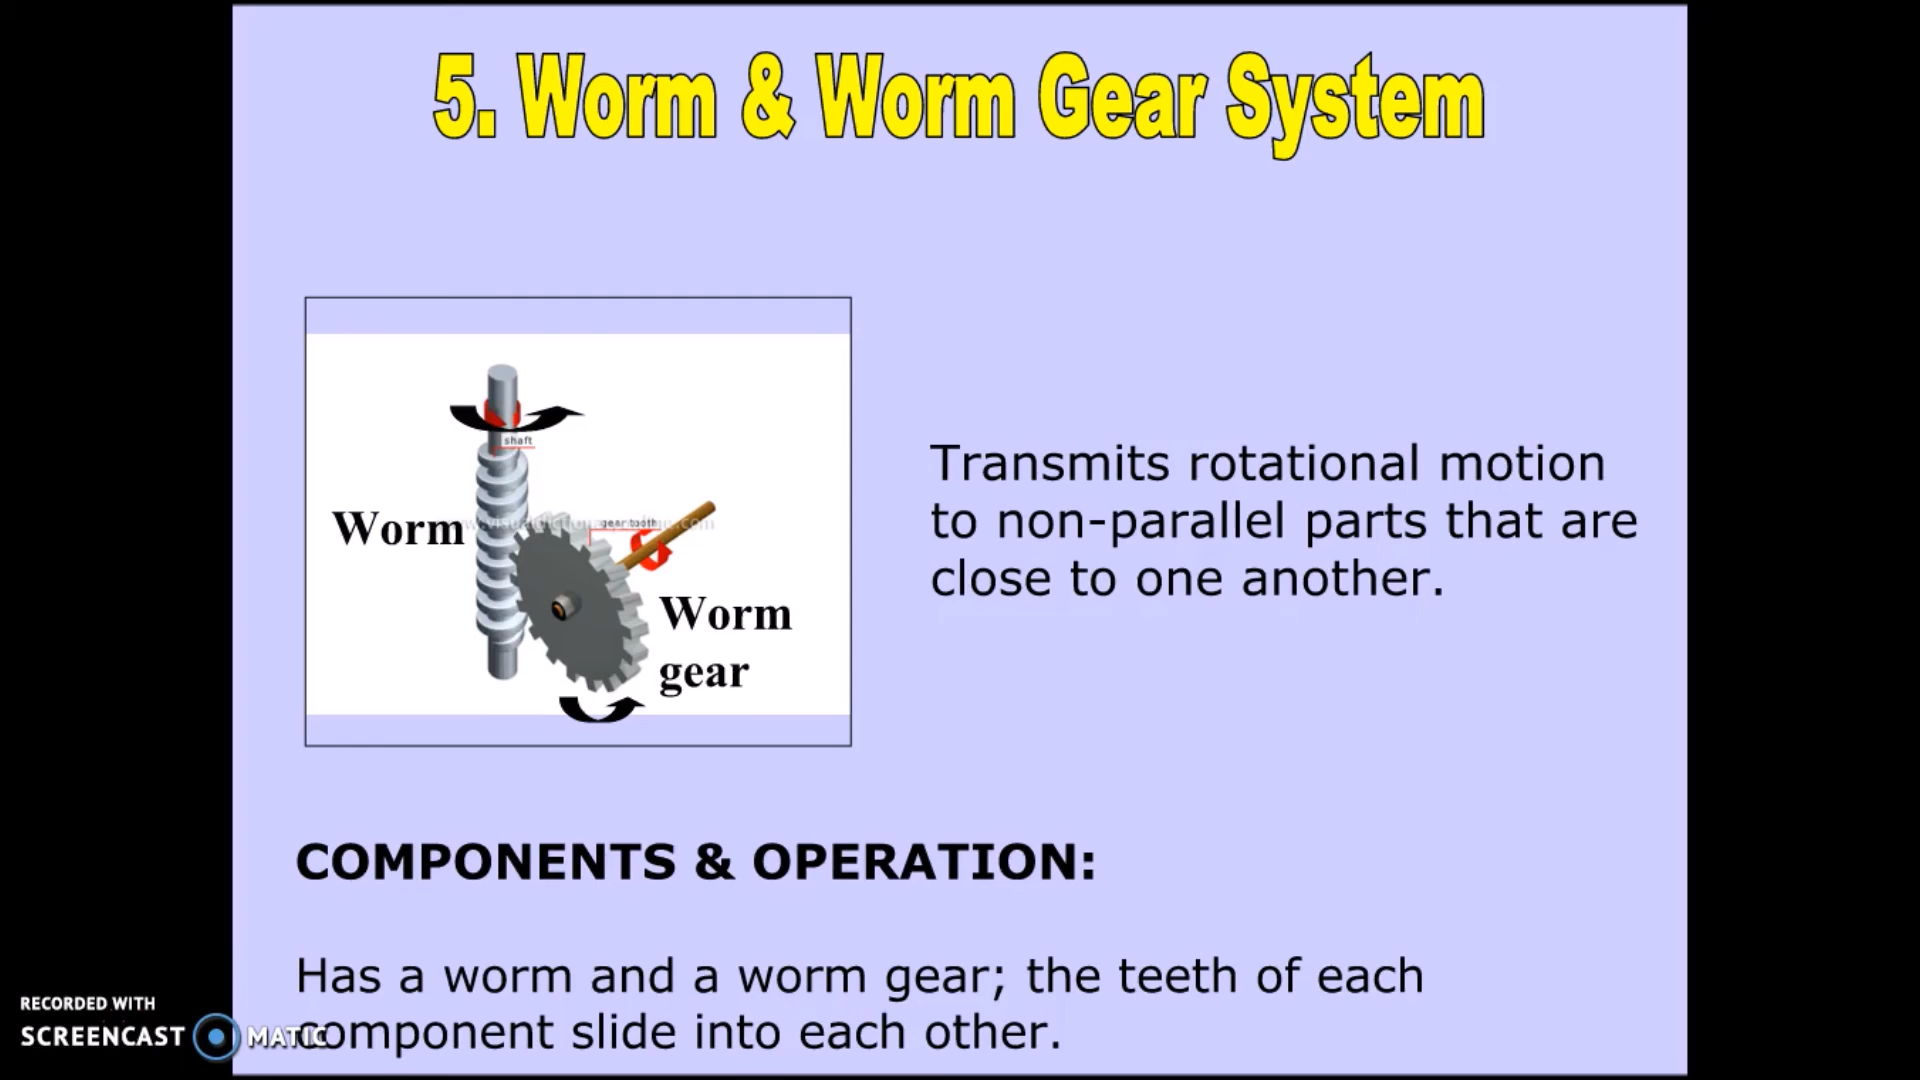 5. Worm & Worm Gear System
shaft
Worm
gear tooth
Worm
gear
Transmits rotational motion
to non-parallel parts that are
close to one another.
COMPONENTS & OPERATION:
Has a worm and a worm gear; the teeth of each
component slide into each other.
RECORDED WITH
SCREENCAST MATIC